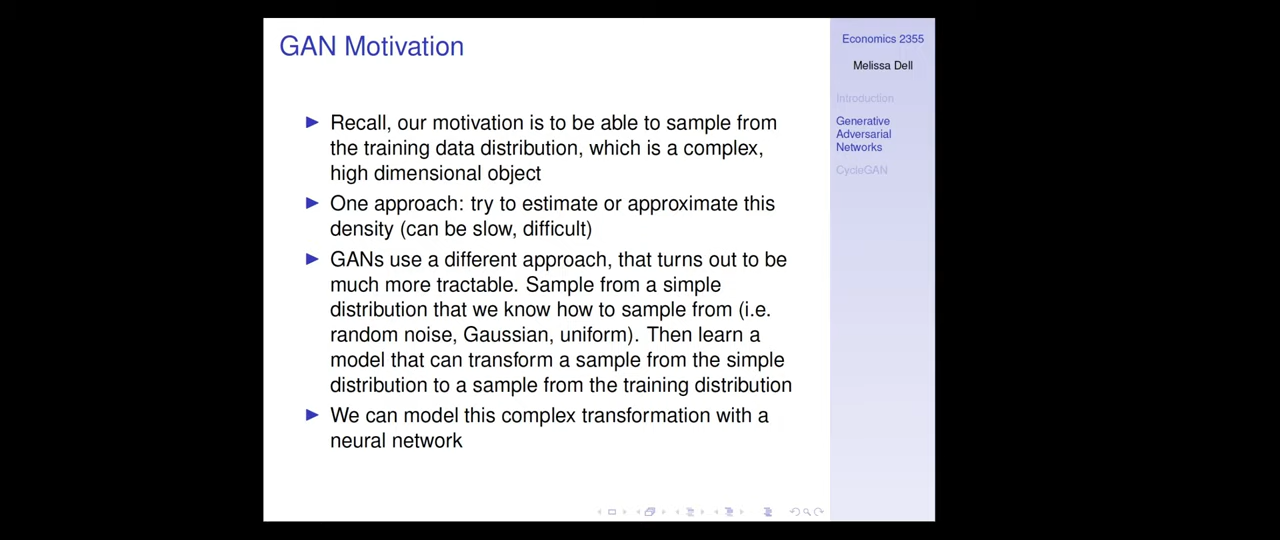 GAN Motivation
Recall, our motivation is to be able to sample from
the training data distribution, which is a complex,
high dimensional object
One approach: try to estimate or approximate this
density (can be slow, difficult)
GANs use a different approach, that turns out to be
much more tractable. Sample from a simple
distribution that we know how to sample from (i.e.
random noise, Gaussian, uniform). Then learn a
model that can transform a sample from the simple
distribution to a sample from the training distribution
We can model this complex transformation with a
neural network
Economics 2355
Melissa Dell
Introduction
Generative
Adversarial
Networks
CycleGAN